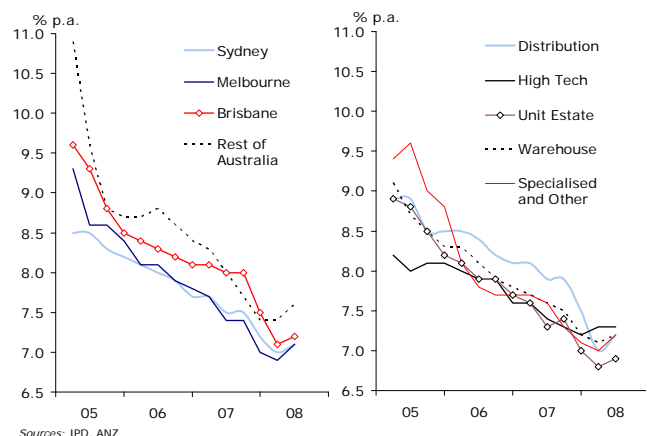 % p.a.
11.0
10.5
10.0
9.5
9.0
8.5
8.0
7.5
7.0
6.5
05 06 07 08
Sydney
Melbourne
Brisbane
Rest of
Australia
% p.a.
11.0
10.5
10.0
9.5
9.0
8.5
8.0
7.5
7.0
6.5
05 06 07 08
Distribution
High Tech
Unit Estate
Warehouse
Specialised
and Other
Sources: IPD, ANZ